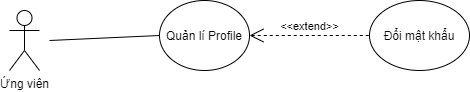 Quản lí Profile
<<extend>>
Đổi mật khẩu
Ứng viên